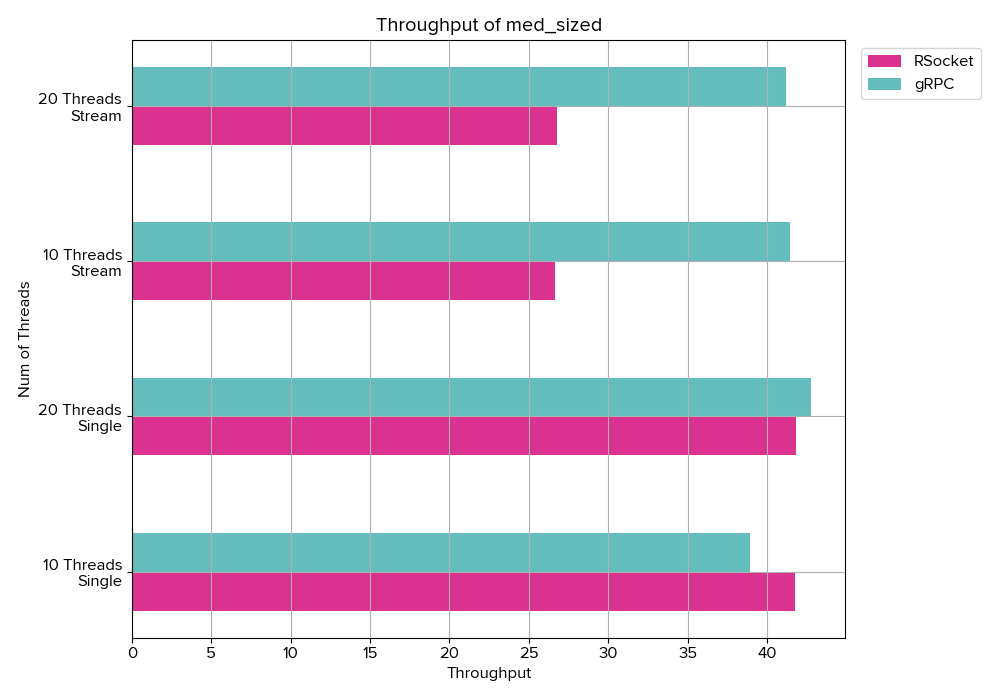 Throughput of med_sized
RSocket
gRPC
20 Threads
Stream
10 Threads
Stream
20 Threads
Single
10 Threads
Single
Num of Threads
0 5 10 15 20 25 30 35 40
Throughput